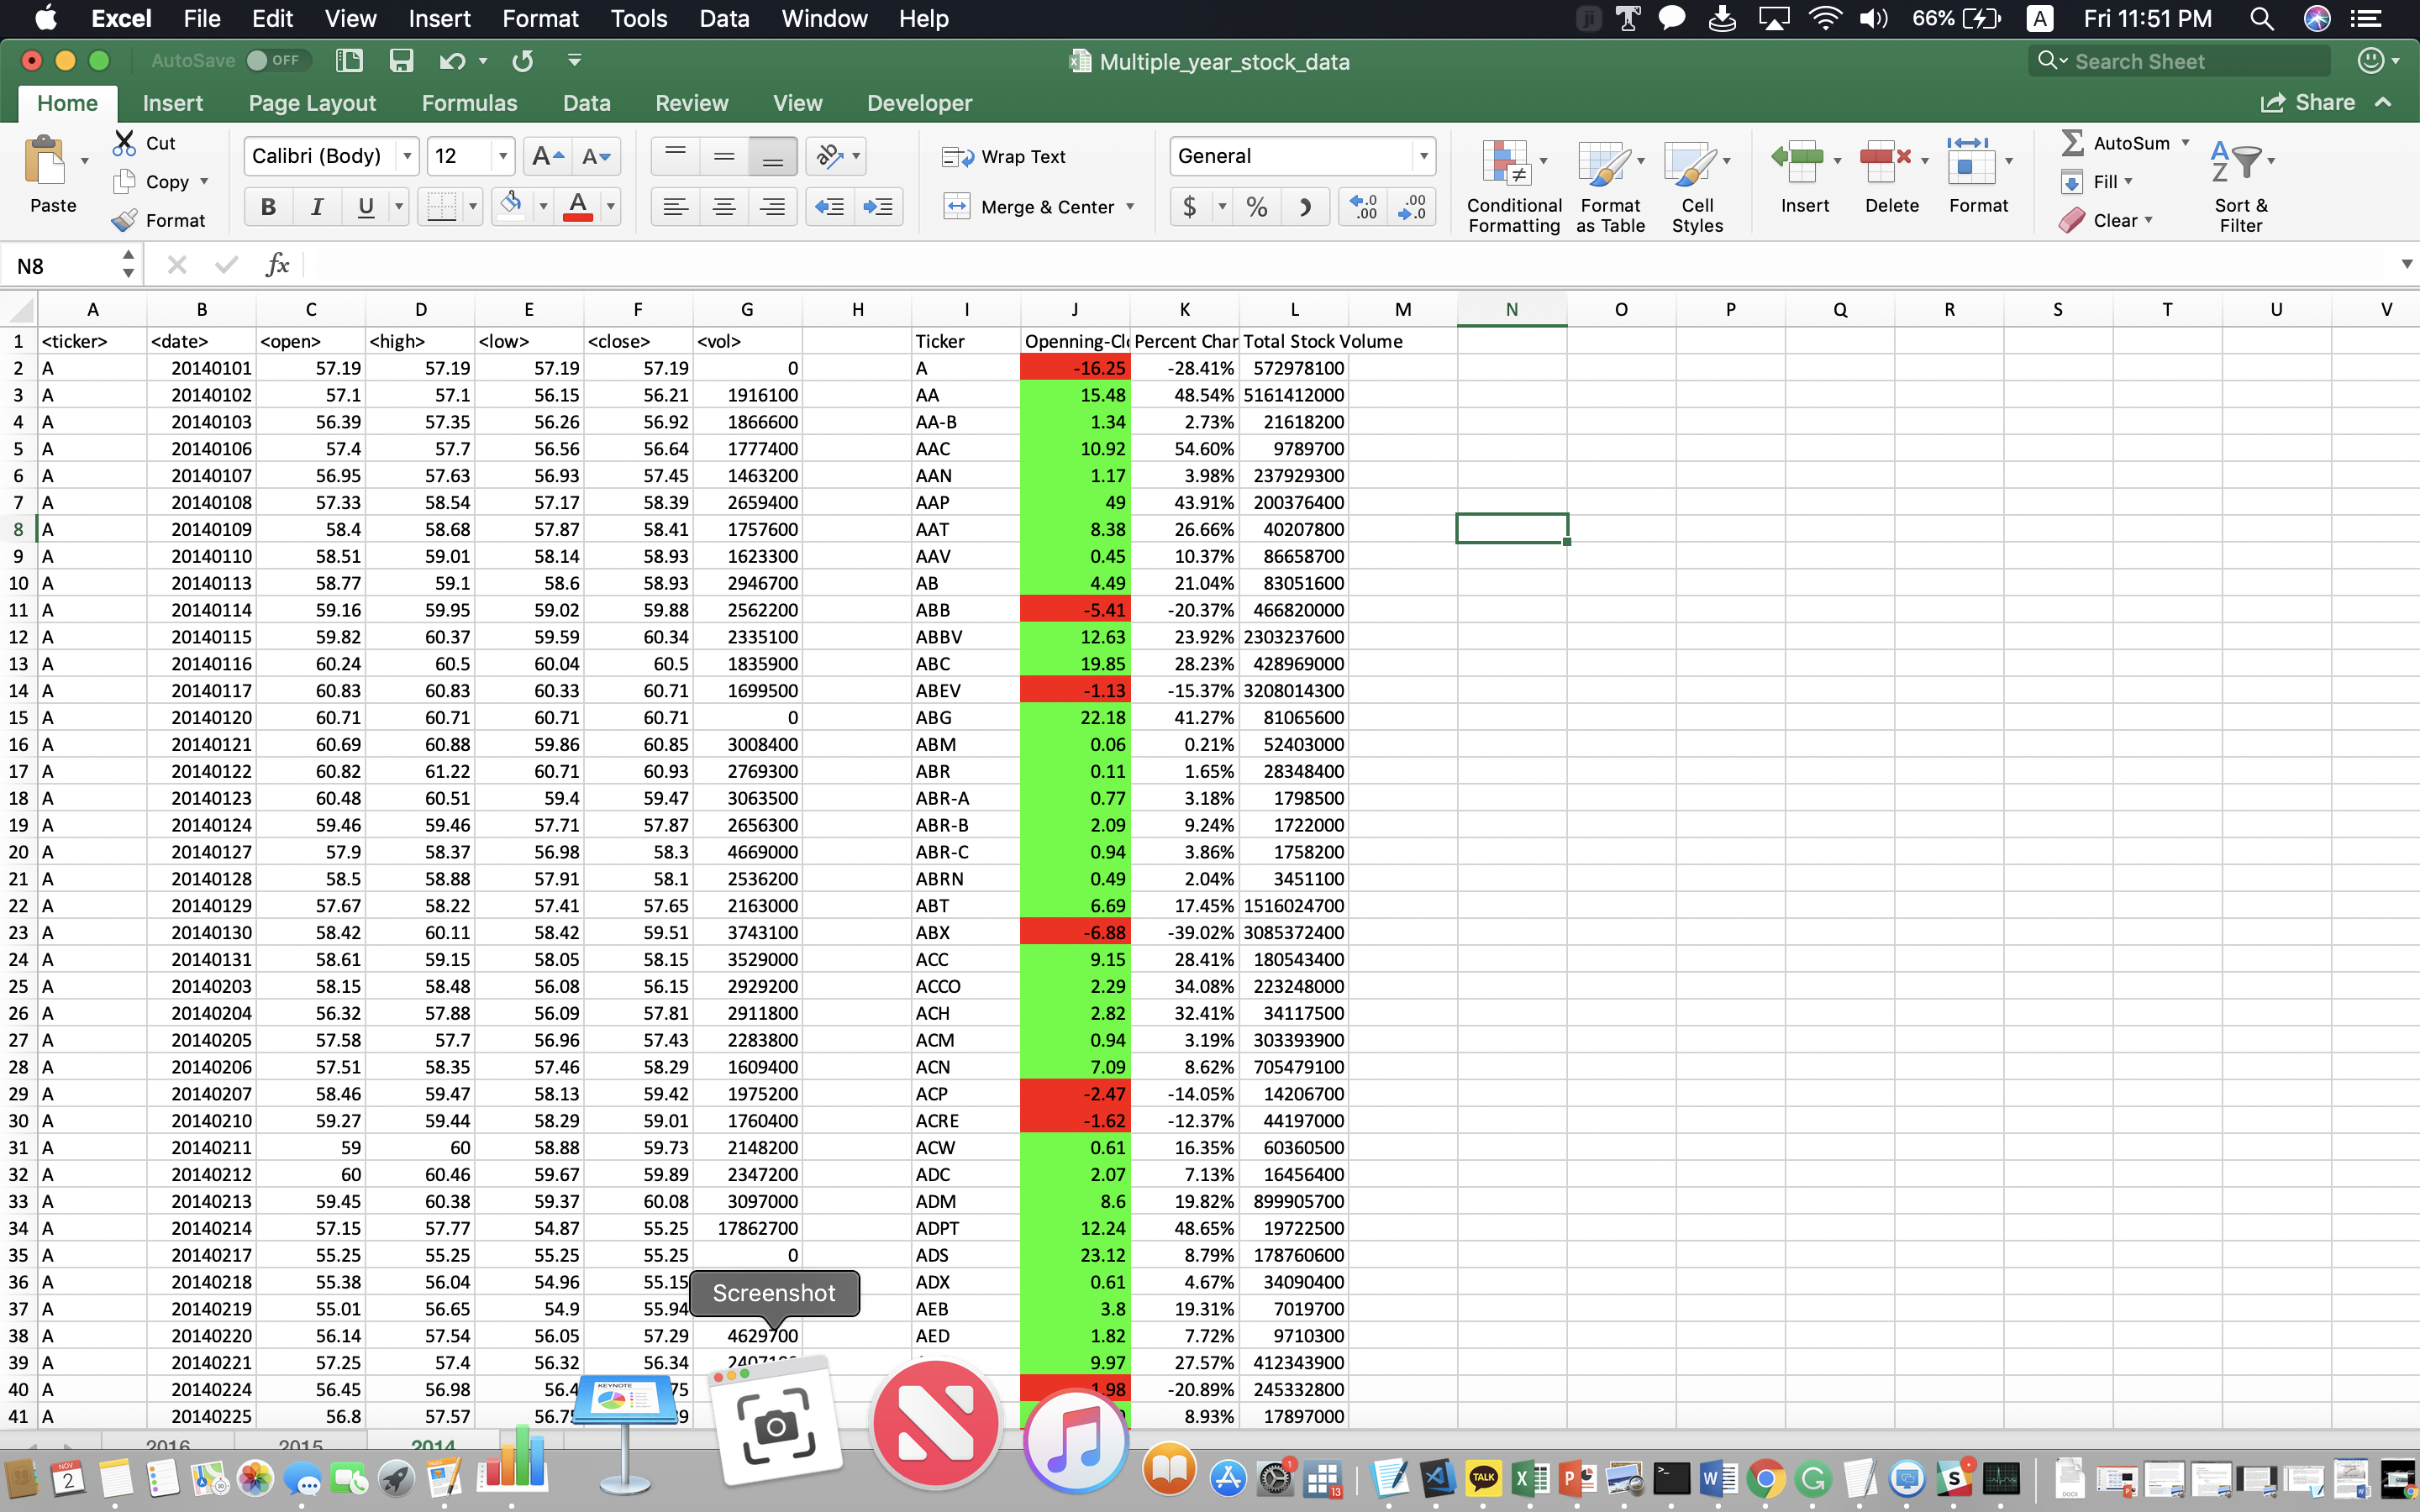 Excel File Edit View Insert Format Tools Data Window Help 66% A Fri 11:51 PM
AutoSave OFF Multiple_year_stock_data Search Sheet
Home Insert Page Layout Formulas Data Review View Developer Share
Paste Cut Copy Format
Calibri (Body) 12
B I U A
Wrap Text
Merge & Center
General
$ %
Conditional Formatting Format as Table Cell Styles Insert Delete Format
AutoSum Fill Clear Sort & Filter
N8 fx
A B C D E F G H I J K L M N O P Q R S T U V
1 <ticker> <date> <open> <high> <low> <close> <vol> Ticker Openning-Cl Percent Char Total Stock Volume
2 A 20140101 57.19 57.19 57.19 57.19 0 A -16.25 -28.41% 572978100
3 A 20140102 57.1 57.1 56.15 56.21 1916100 AA 15.48 48.54% 5161412000
4 A 20140103 56.39 57.35 56.26 56.92 1866600 AA-B 1.34 2.73% 21618200
5 A 20140106 57.4 57.7 56.56 56.64 1777400 AAC 10.92 54.60% 9789700
6 A 20140107 56.95 57.63 56.93 57.45 1463200 AAN 1.17 3.98% 237929300
7 A 20140108 57.33 58.54 57.17 58.39 2659400 AAP 49 43.91% 200376400
8 A 20140109 58.4 58.68 57.87 58.41 1757600 AAT 8.38 26.66% 40207800
9 A 20140110 58.51 59.01 58.14 58.93 1623300 AAV 0.45 10.37% 86658700
10 A 20140113 58.77 59.1 58.6 58.93 2946700 AB 4.49 21.04% 83051600
11 A 20140114 59.16 59.95 59.02 59.88 2562200 ABB -5.41 -20.37% 466820000
12 A 20140115 59.82 60.37 59.59 60.34 2335100 ABBV 12.63 23.92% 2303237600
13 A 20140116 60.24 60.5 60.04 60.5 1835900 ABC 19.85 28.23% 428969000
14 A 20140117 60.83 60.83 60.33 60.71 1699500 ABEV -1.13 -15.37% 3208014300
15 A 20140120 60.71 60.71 60.71 60.71 0 ABG 22.18 41.27% 81065600
16 A 20140121 60.69 60.88 59.86 60.85 3008400 ABM 0.06 0.21% 52403000
17 A 20140122 60.82 61.22 60.71 60.93 2769300 ABR 0.11 1.65% 28348400
18 A 20140123 60.48 60.51 59.4 59.47 3063500 ABR-A 0.77 3.18% 1798500
19 A 20140124 59.46 59.46 57.71 57.87 2656300 ABR-B 2.09 9.24% 1722000
20 A 20140127 57.9 58.37 56.98 58.3 4669000 ABR-C 0.94 3.86% 1758200
21 A 20140128 58.5 58.88 57.91 58.1 2536200 ABRN 0.49 2.04% 3451100
22 A 20140129 57.67 58.22 57.41 57.65 2163000 ABT 6.69 17.45% 1516024700
23 A 20140130 58.42 60.11 58.42 59.51 3743100 ABX -6.88 -39.02% 3085372400
24 A 20140131 58.61 59.15 58.05 58.15 3529000 ACC 9.15 28.41% 180543400
25 A 20140203 58.15 58.48 56.08 56.15 2929200 ACCO 2.29 34.08% 223248000
26 A 20140204 56.32 57.88 56.09 57.81 2911800 ACH 2.82 32.41% 34117500
27 A 20140205 57.58 57.7 56.96 57.43 2283800 ACM 0.94 3.19% 303393900
28 A 20140206 57.51 58.35 57.46 58.29 1609400 ACN 7.09 8.62% 705479100
29 A 20140207 58.46 59.47 58.13 59.42 1975200 ACP -2.47 -14.05% 14206700
30 A 20140210 59.27 59.44 58.29 59.01 1760400 ACRE -1.62 -12.37% 44197000
31 A 20140211 59 60 58.88 59.73 2148200 ACW 0.61 16.35% 60360500
32 A 20140212 60 60.46 59.67 59.89 2347200 ADC 2.07 7.13% 16456400
33 A 20140213 59.45 60.38 59.37 60.08 3097000 ADM 8.6 19.82% 899905700
34 A 20140214 57.15 57.77 54.87 55.25 17862700 ADPT 12.24 48.65% 19722500
35 A 20140217 55.25 55.25 55.25 55.25 0 ADS 23.12 8.79% 178760600
36 A 20140218 55.38 56.04 54.96 55.15 ADX 0.61 4.67% 34090400
Screenshot
37 A 20140219 55.01 56.65 54.9 55.94 AEB 3.8 19.31% 7019700
38 A 20140220 56.14 57.54 56.05 57.29 4629700 AED 1.82 7.72% 9710300
39 A 20140221 57.25 57.4 56.32 56.34 9.97 27.57% 412343900
40 A 20140224 56.45 56.98 56.4 75 1.98 -20.89% 245332800
41 A 20140225 56.8 57.57 56.75 9 8.93% 17897000
2016 2015 2014
KEYNOTE
NOV 2 TALK 1 13 DOCX